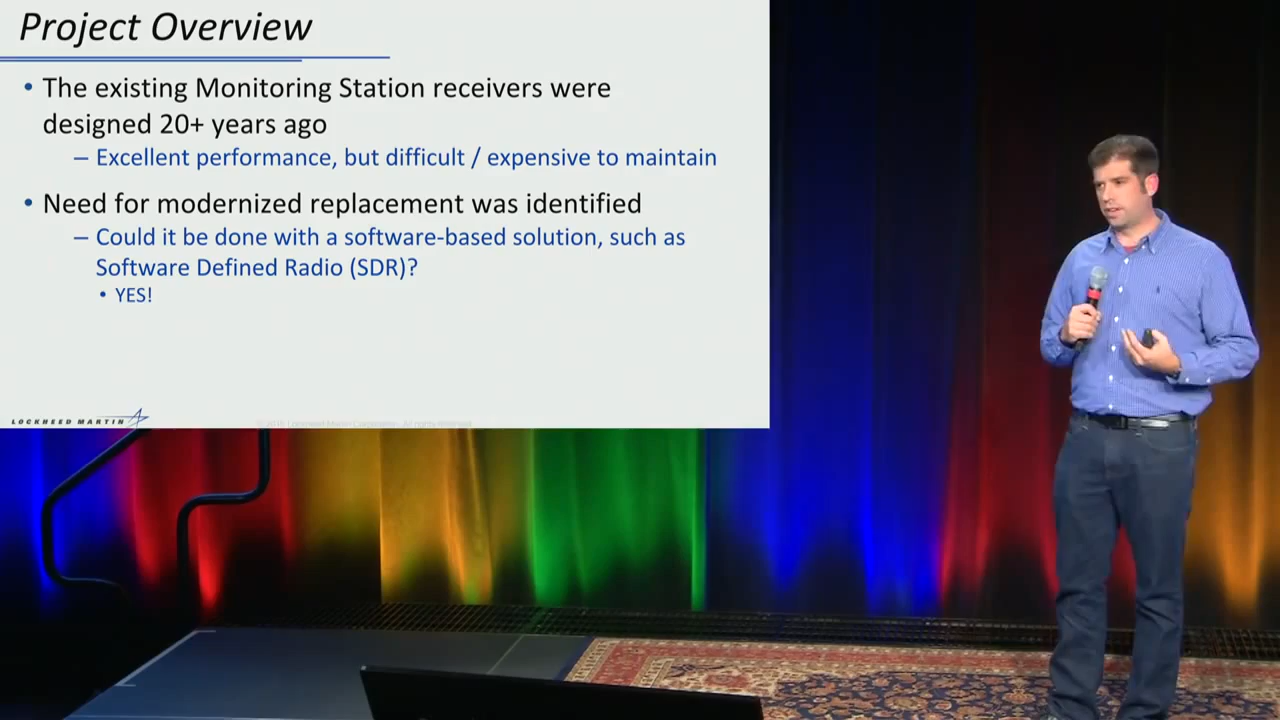 Project Overview
• The existing Monitoring Station receivers were
designed 20+ years ago
– Excellent performance, but difficult / expensive to maintain
• Need for modernized replacement was identified
– Could it be done with a software-based solution, such as
Software Defined Radio (SDR)?
• YES!
LOCKHEED MARTIN